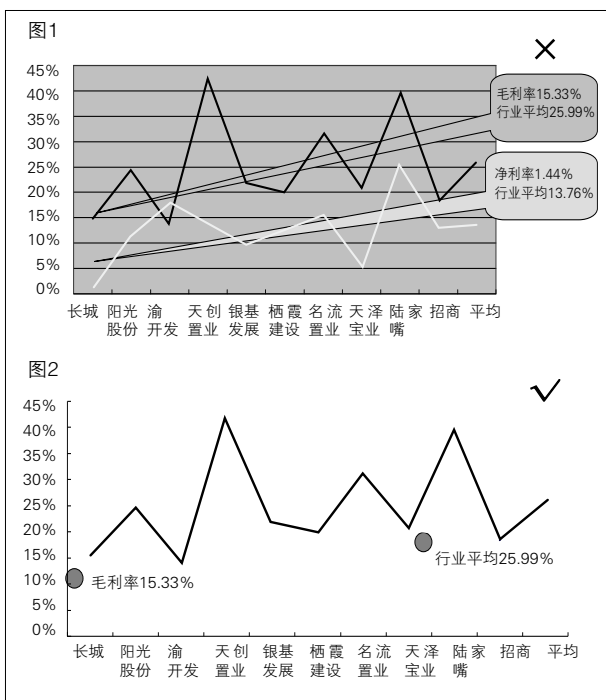 图1
45%
40%
35%
30%
25%
20%
15%
10%
5%
0%
毛利率15.33%
行业平均25.99%
净利率1.44%
行业平均13.76%
长城 阳光 渝 天创 银基 栖霞 名流 天泽 陆家 招商 平均
股份 开发 置业 发展 建设 置业 宝业 嘴
图2
45%
40%
35%
30%
25%
20%
15%
10%
5%
0%
毛利率15.33%
行业平均25.99%
长城 阳光 渝 天创 银基 栖霞 名流 天泽 陆家 招商 平均
股份 开发 置业 发展 建设 置业 宝业 嘴